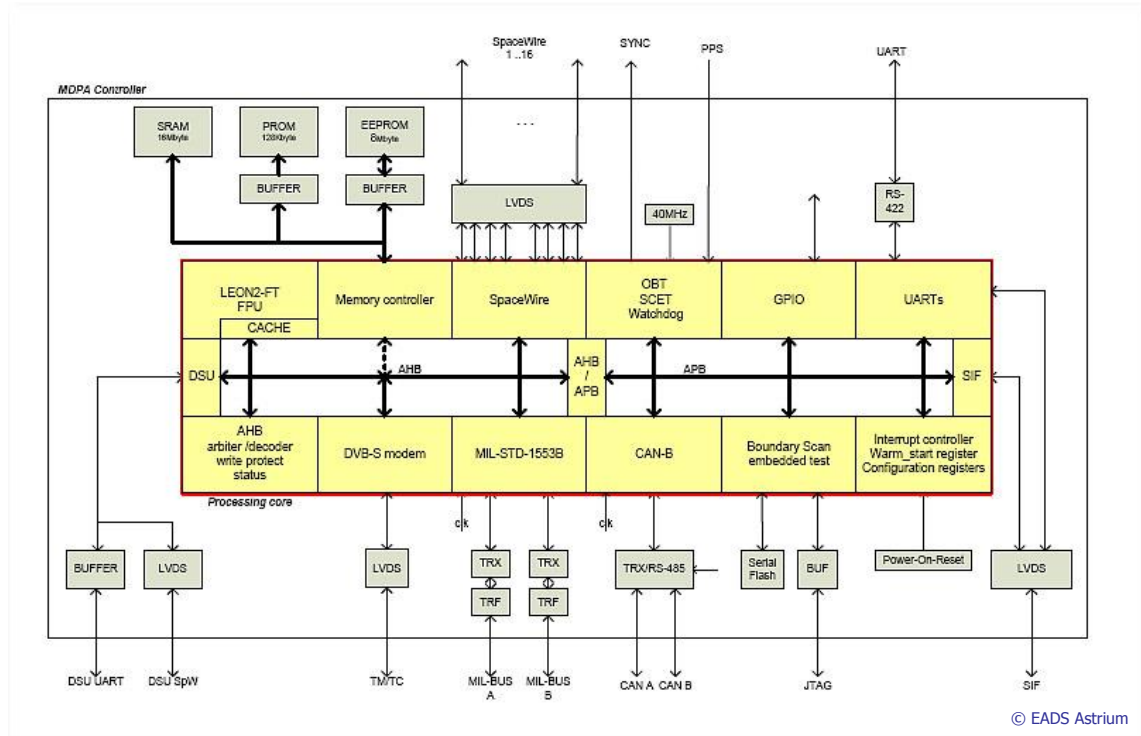 SpaceWire
1 ..16
SYNC
PPS
UART
MDPA Controller
SRAM
16Mbyte
PROM
128Kbyte
EEPROM
8Mbyte
. . .
BUFFER
BUFFER
LVDS
40MHz
RS-
422
LEON2-FT
FPU
CACHE
Memory controller
SpaceWire
OBT
SCET
Watchdog
GPIO
UARTs
DSU
AHB
AHB
/
APB
APB
SIF
AHB
arbiter /decoder
write protect
status
DVB-S modem
MIL-STD-1553B
CAN-B
Boundary Scan
embedded test
Interrupt controller
Warm_start register
Configuration registers
Processing core
clk
clk
BUFFER
LVDS
LVDS
TRX
TRX
TRF
TRF
TRX/RS-485
Serial
Flash
BUF
Power-On-Reset
LVDS
DSU UART
DSU SpW
TM/TC
MIL-BUS
A
MIL-BUS
B
CAN A
CAN B
JTAG
SIF
© EADS Astrium